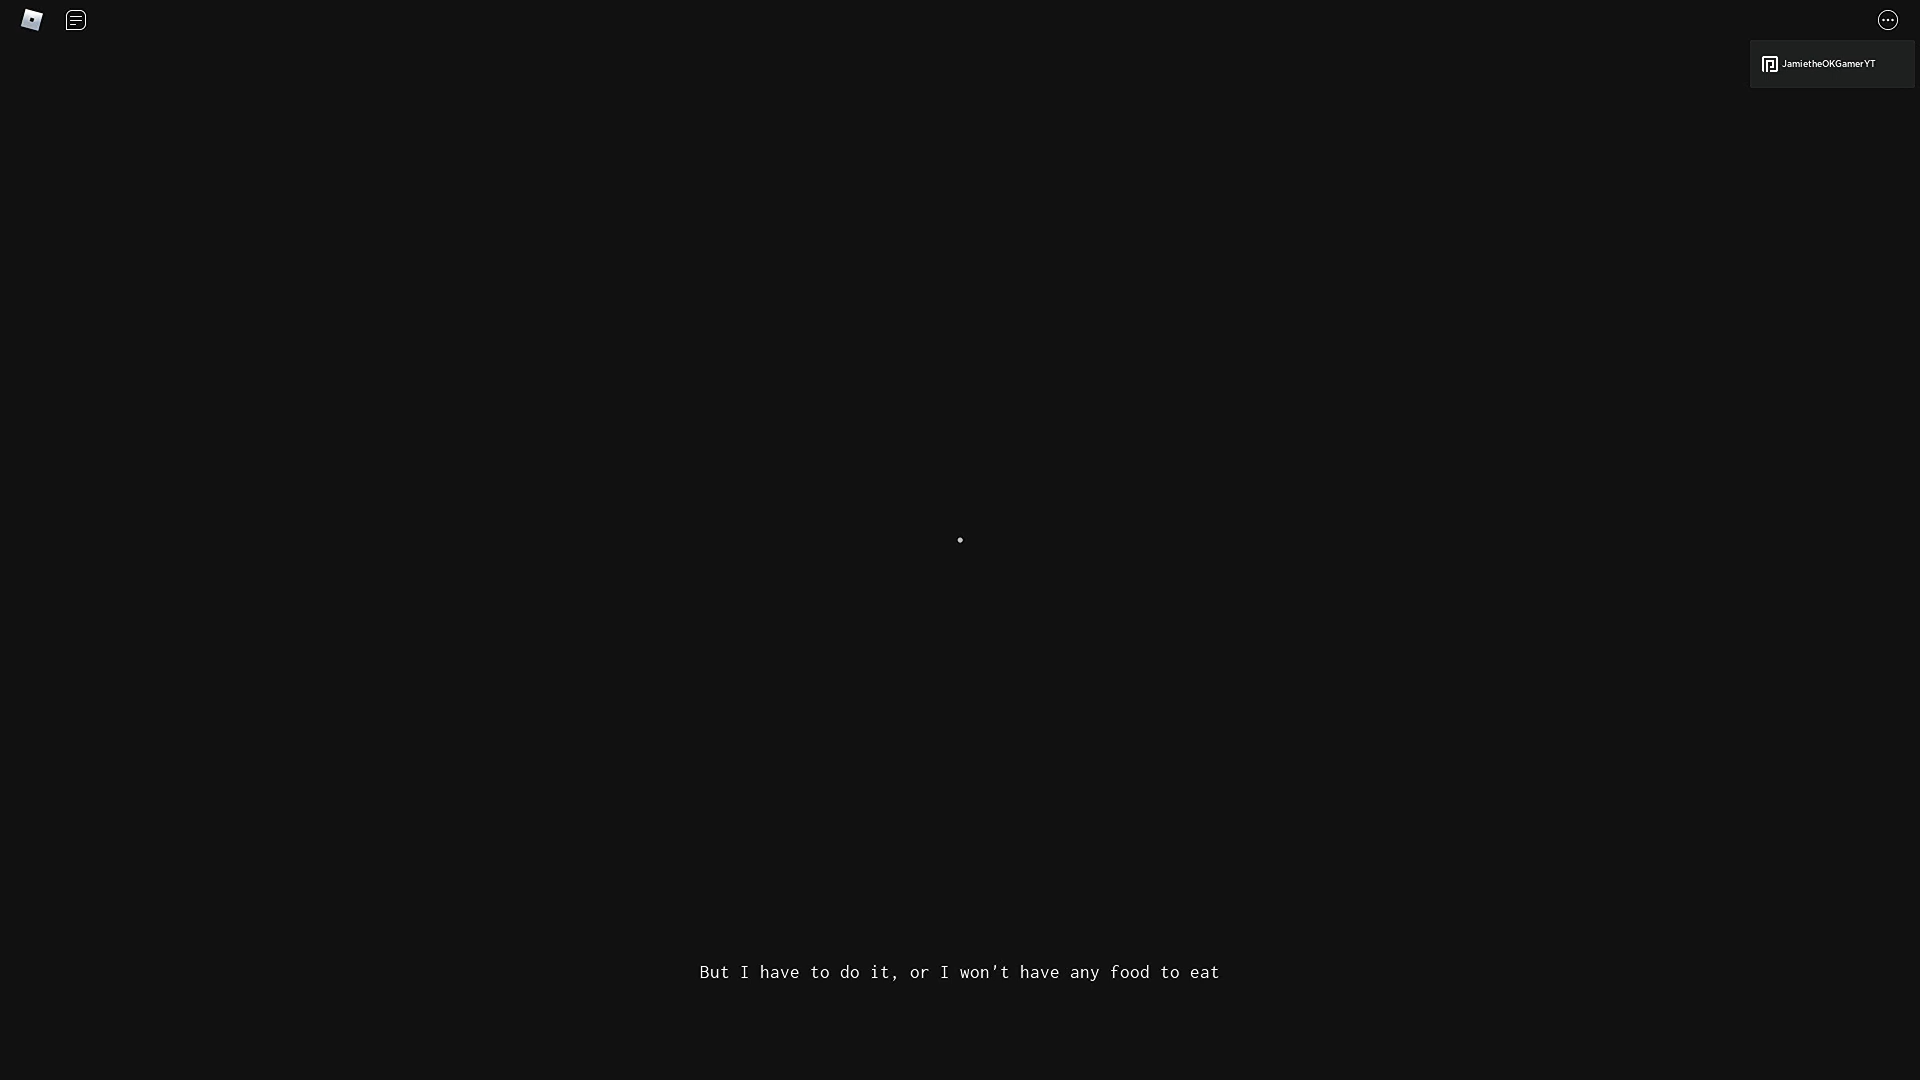 JamietheOKGamerYT
But I have to do it, or I won't have any food to eat